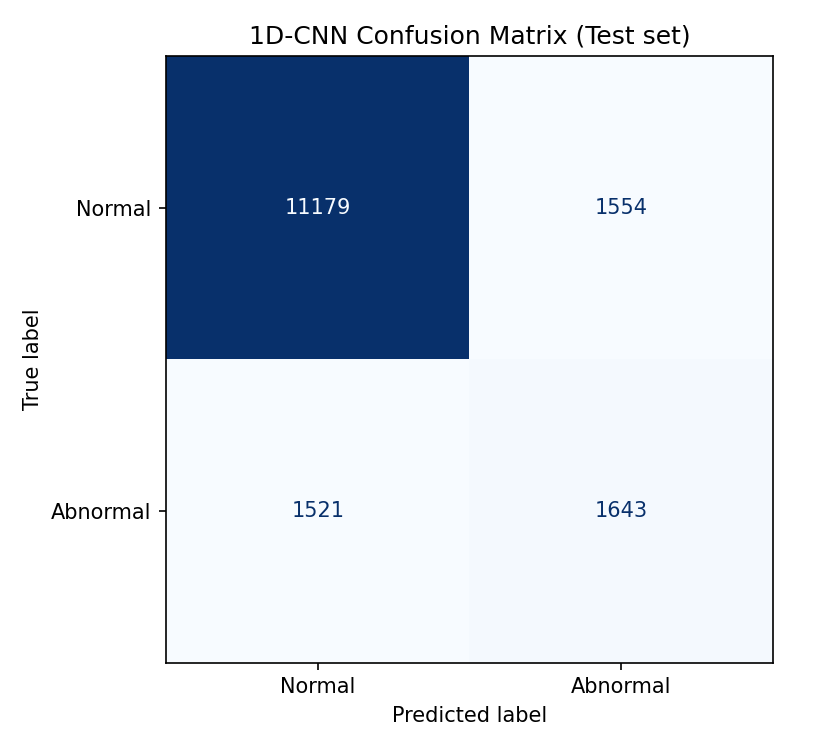 1D-CNN Confusion Matrix (Test set)
Normal
11179
1554
True label
Abnormal
1521
1643
Normal
Abnormal
Predicted label